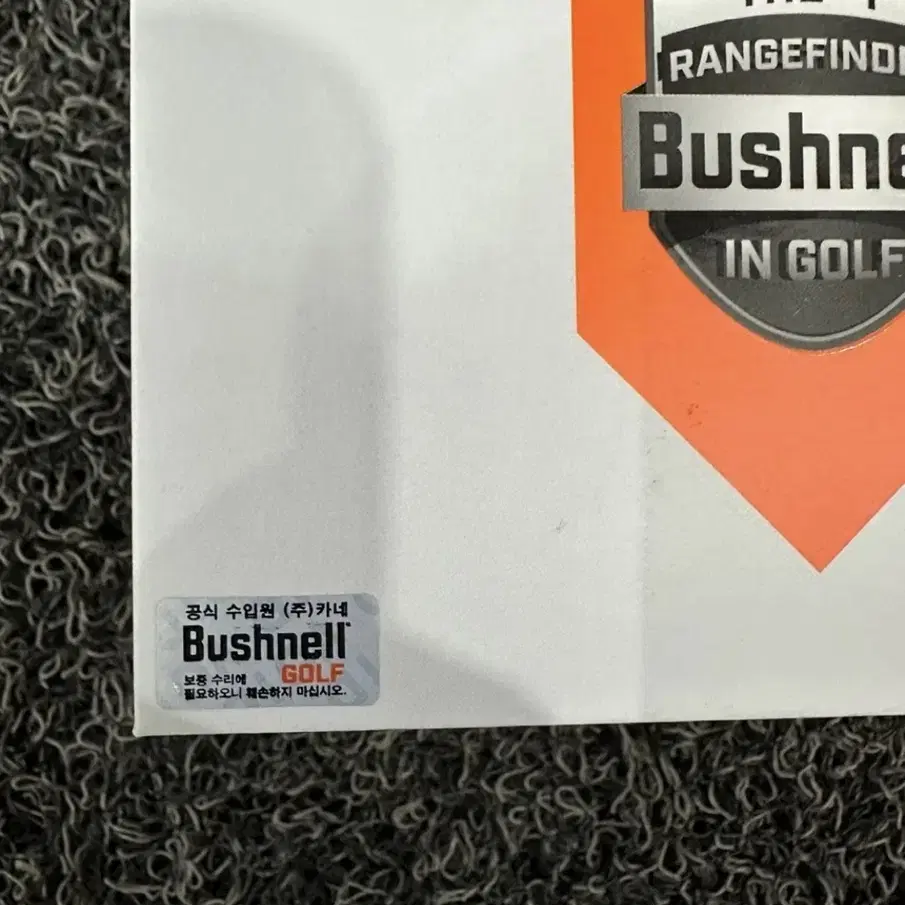 RANGEFIND
Bushne
IN GOLF
공식 수입원 (주)카네
Bushnell
GOLF
보증 수리에
필요하오니 훼손하지 마십시오.